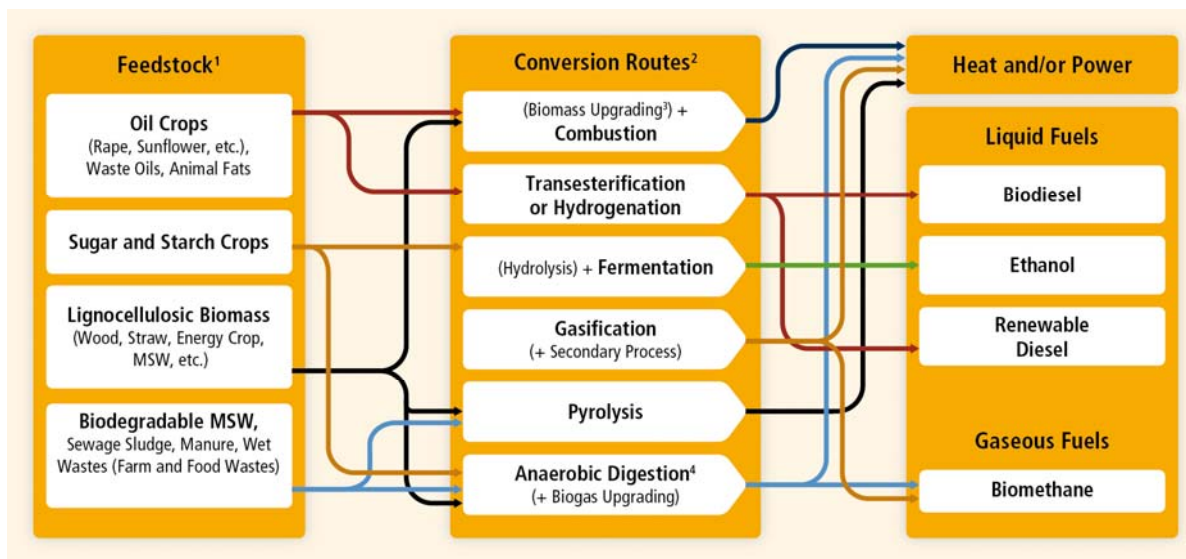 Feedstock¹
Oil Crops
(Rape, Sunflower, etc.),
Waste Oils, Animal Fats
Sugar and Starch Crops
Lignocellulosic Biomass
(Wood, Straw, Energy Crop,
MSW, etc.)
Biodegradable MSW,
Sewage Sludge, Manure, Wet
Wastes (Farm and Food Wastes)
Conversion Routes²
(Biomass Upgrading³) +
Combustion
Transesterification
or Hydrogenation
(Hydrolysis) + Fermentation
Gasification
(+ Secondary Process)
Pyrolysis
Anaerobic Digestion⁴
(+ Biogas Upgrading)
Heat and/or Power
Liquid Fuels
Biodiesel
Ethanol
Renewable
Diesel
Gaseous Fuels
Biomethane